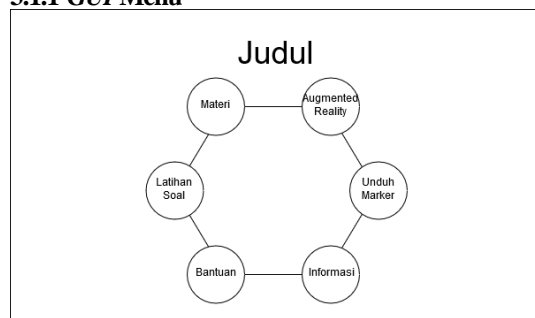 3.1.1 GUI Menu
Judul
Materi
Augmented
Reality
Latihan
Soal
Unduh
Marker
Bantuan
Informasi